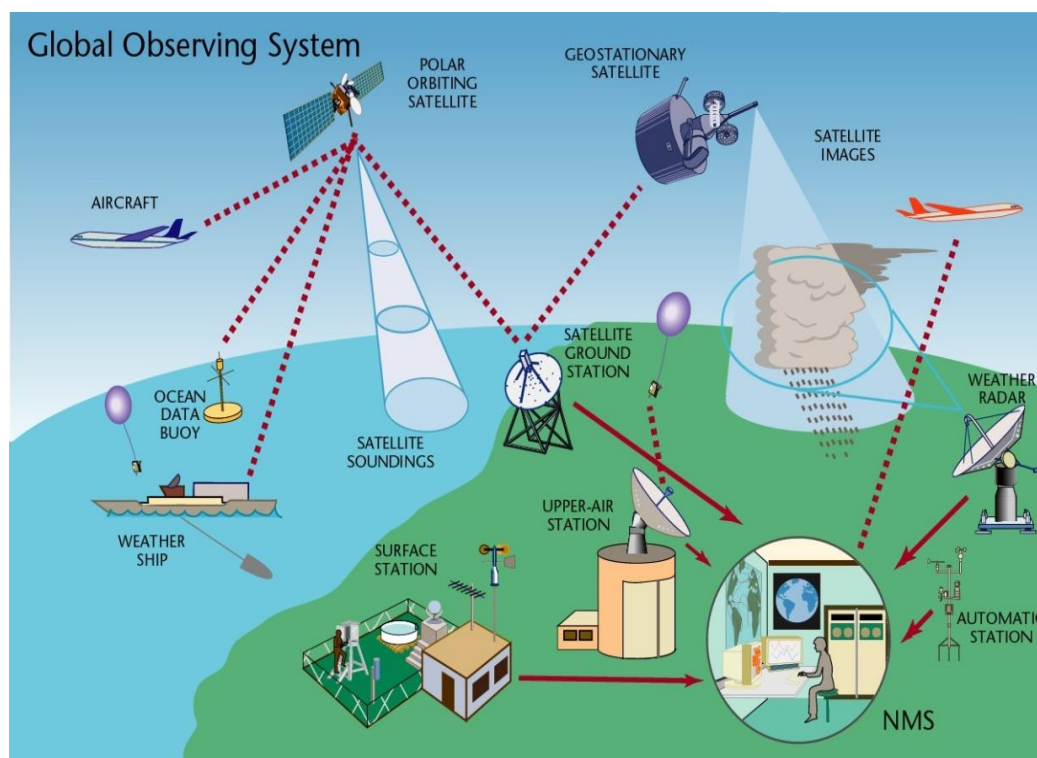 Global Observing System
POLAR
ORBITING
SATELLITE
GEOSTATIONARY
SATELLITE
SATELLITE
IMAGES
AIRCRAFT
SATELLITE
GROUND
STATION
WEATHER
RADAR
OCEAN
DATA
BUOY
SATELLITE
SOUNDINGS
UPPER-AIR
STATION
WEATHER
SHIP
SURFACE
STATION
AUTOMATIC
STATION
NMS